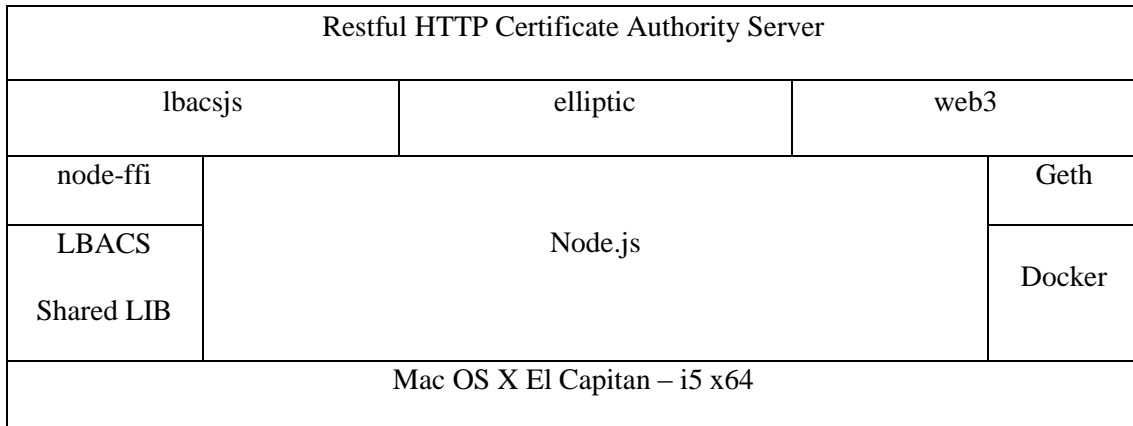 Restful HTTP Certificate Authority Server
lbacsjs
elliptic
web3
node-ffi
Geth
LBACS
Shared LIB
Node.js
Docker
Mac OS X El Capitan – i5 x64